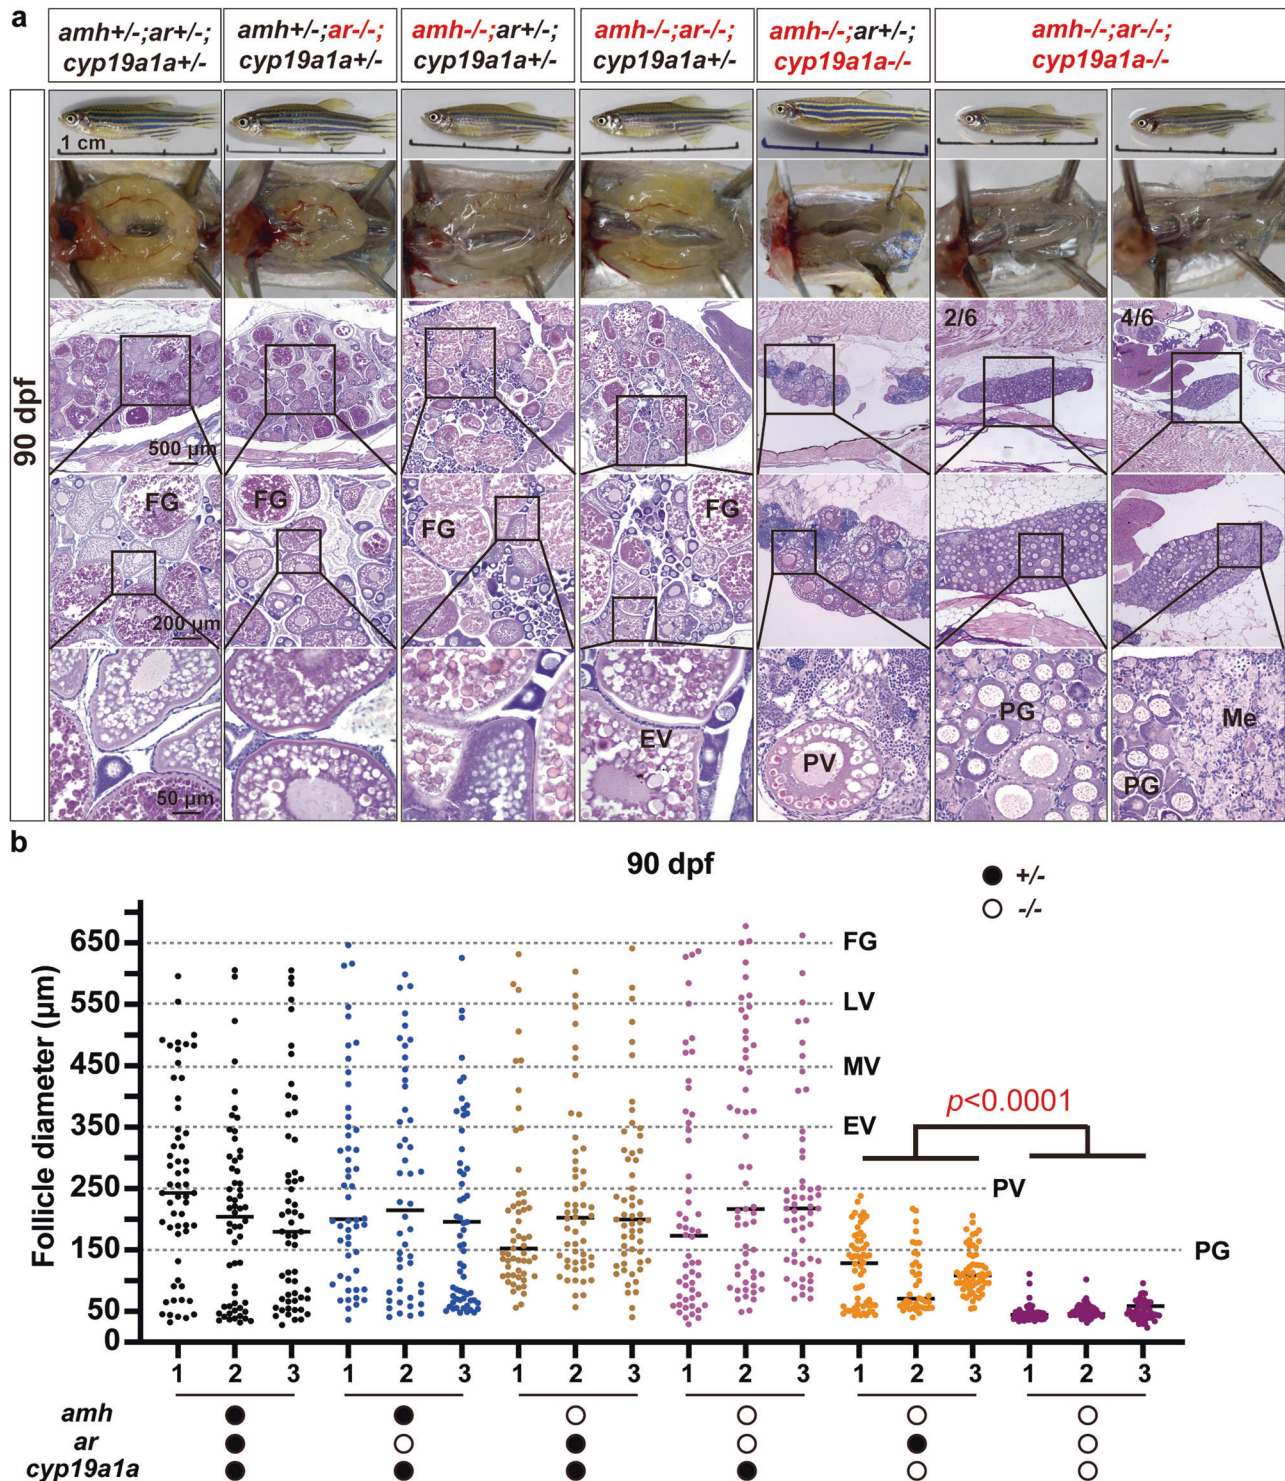 a
amh+/-;ar+/-;
cyp19a1a+/-
amh+/-;ar-/-;
cyp19a1a+/-
amh-/-;ar+/-;
cyp19a1a+/-
amh-/-;ar-/-;
cyp19a1a+/-
amh-/-;ar+/-;
cyp19a1a-/-
amh-/-;ar-/-;
cyp19a1a-/-
90 dpf
1 cm
2/6
4/6
500 µm
FG
FG
FG
FG
200 µm
EV
PV
PG
Me
PG
50 µm
b
90 dpf
+/-
-/-
Follicle diameter (µm)
650
FG
550
LV
450
MV
p<0.0001
350
EV
250
PV
150
PG
50
0
1 2 3 1 2 3 1 2 3 1 2 3 1 2 3 1 2 3
amh
ar
cyp19a1a